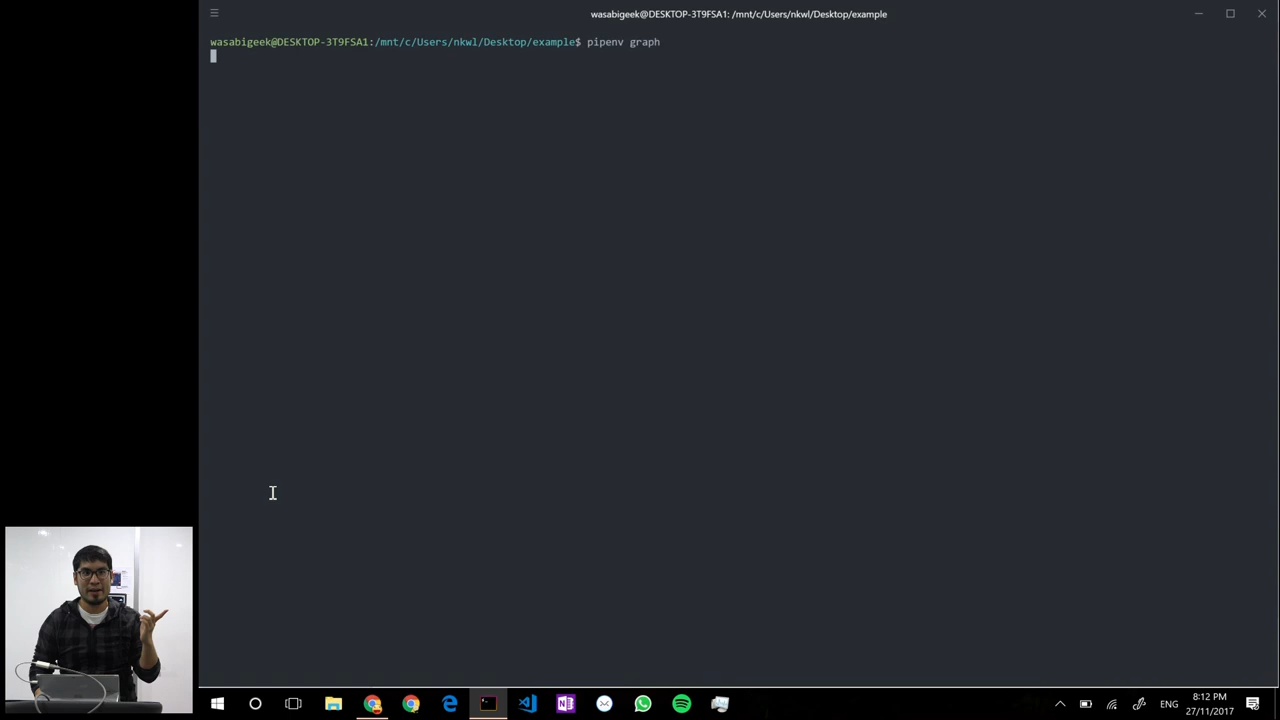 wasabigeek@DESKTOP-3T9FSA1: /mnt/c/Users/nkwl/Desktop/example
wasabigeek@DESKTOP-3T9FSA1:/mnt/c/Users/nkwl/Desktop/example$ pipenv graph
ENG
8:12 PM
27/11/2017